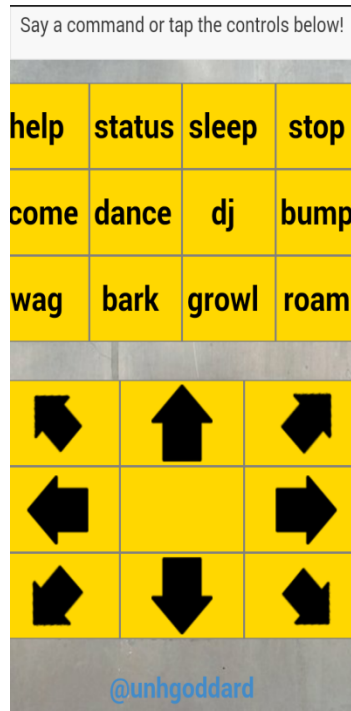 Say a command or tap the controls below!
help status sleep stop
come dance dj bump
wag bark growl roam
@unhgoddard